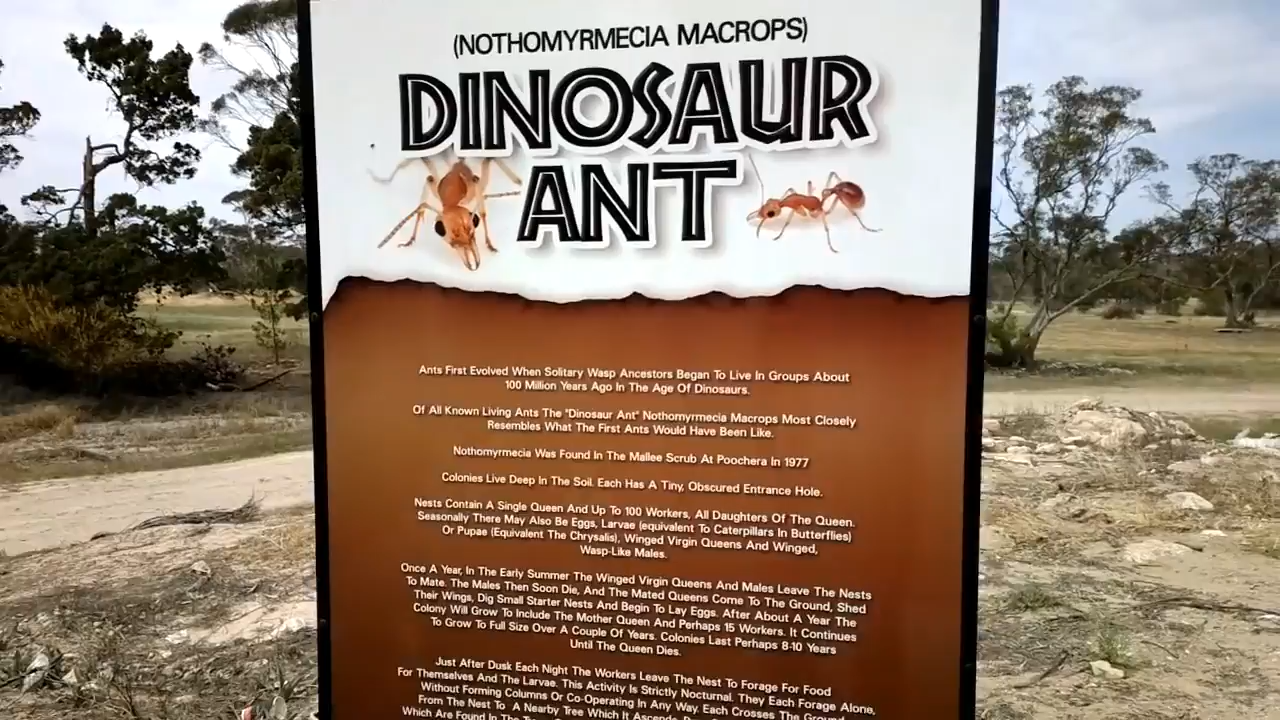 (NOTHOMYRMECIA MACROPS)
DINOSAUR
ANT
Ants First Evolved When Solitary Wasp Ancestors Began To Live In Groups About
100 Million Years Ago In The Age Of Dinosaurs.
Of All Known Living Ants The "Dinosaur Ant" Nothomyrmecia Macrops Most Closely
Resembles What The First Ants Would Have Been Like.
Nothomyrmecia Was Found In The Mallee Scrub At Poochera In 1977
Colonies Live Deep In The Soil. Each Has A Tiny, Obscured Entrance Hole.
Nests Contain A Single Queen And Up To 100 Workers, All Daughters Of The Queen.
Seasonally There May Also Be Eggs, Larvae (equivalent To Caterpillars In Butterflies)
Or Pupae (Equivalent The Chrysalis), Winged Virgin Queens And Winged,
Wasp-Like Males.
Once A Year, In The Early Summer The Winged Virgin Queens And Males Leave The Nests
To Mate. The Males Then Soon Die, And The Mated Queens Come To The Ground, Shed
Their Wings, Dig Small Starter Nests And Begin To Lay Eggs. After About A Year The
Colony Will Grow To Include The Mother Queen And Perhaps 15 Workers. It Continues
To Grow To Full Size Over A Couple Of Years. Colonies Last Perhaps 8-10 Years
Until The Queen Dies.
Just After Dusk Each Night The Workers Leave The Nest To Forage For Food
For Themselves And The Larvae. This Activity Is Strictly Nocturnal. They Each Forage Alone,
Without Forming Columns Or Co-Operating In Any Way. Each Crosses The Ground
From The Nest To A Nearby Tree Which It Ascends
Which Are Found In The